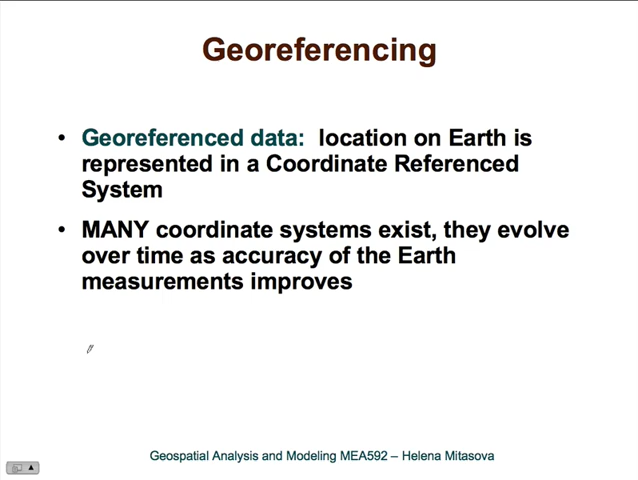 Georeferencing
• Georeferenced data: location on Earth is
represented in a Coordinate Referenced
System
• MANY coordinate systems exist, they evolve
over time as accuracy of the Earth
measurements improves
Geospatial Analysis and Modeling MEA592 – Helena Mitasova